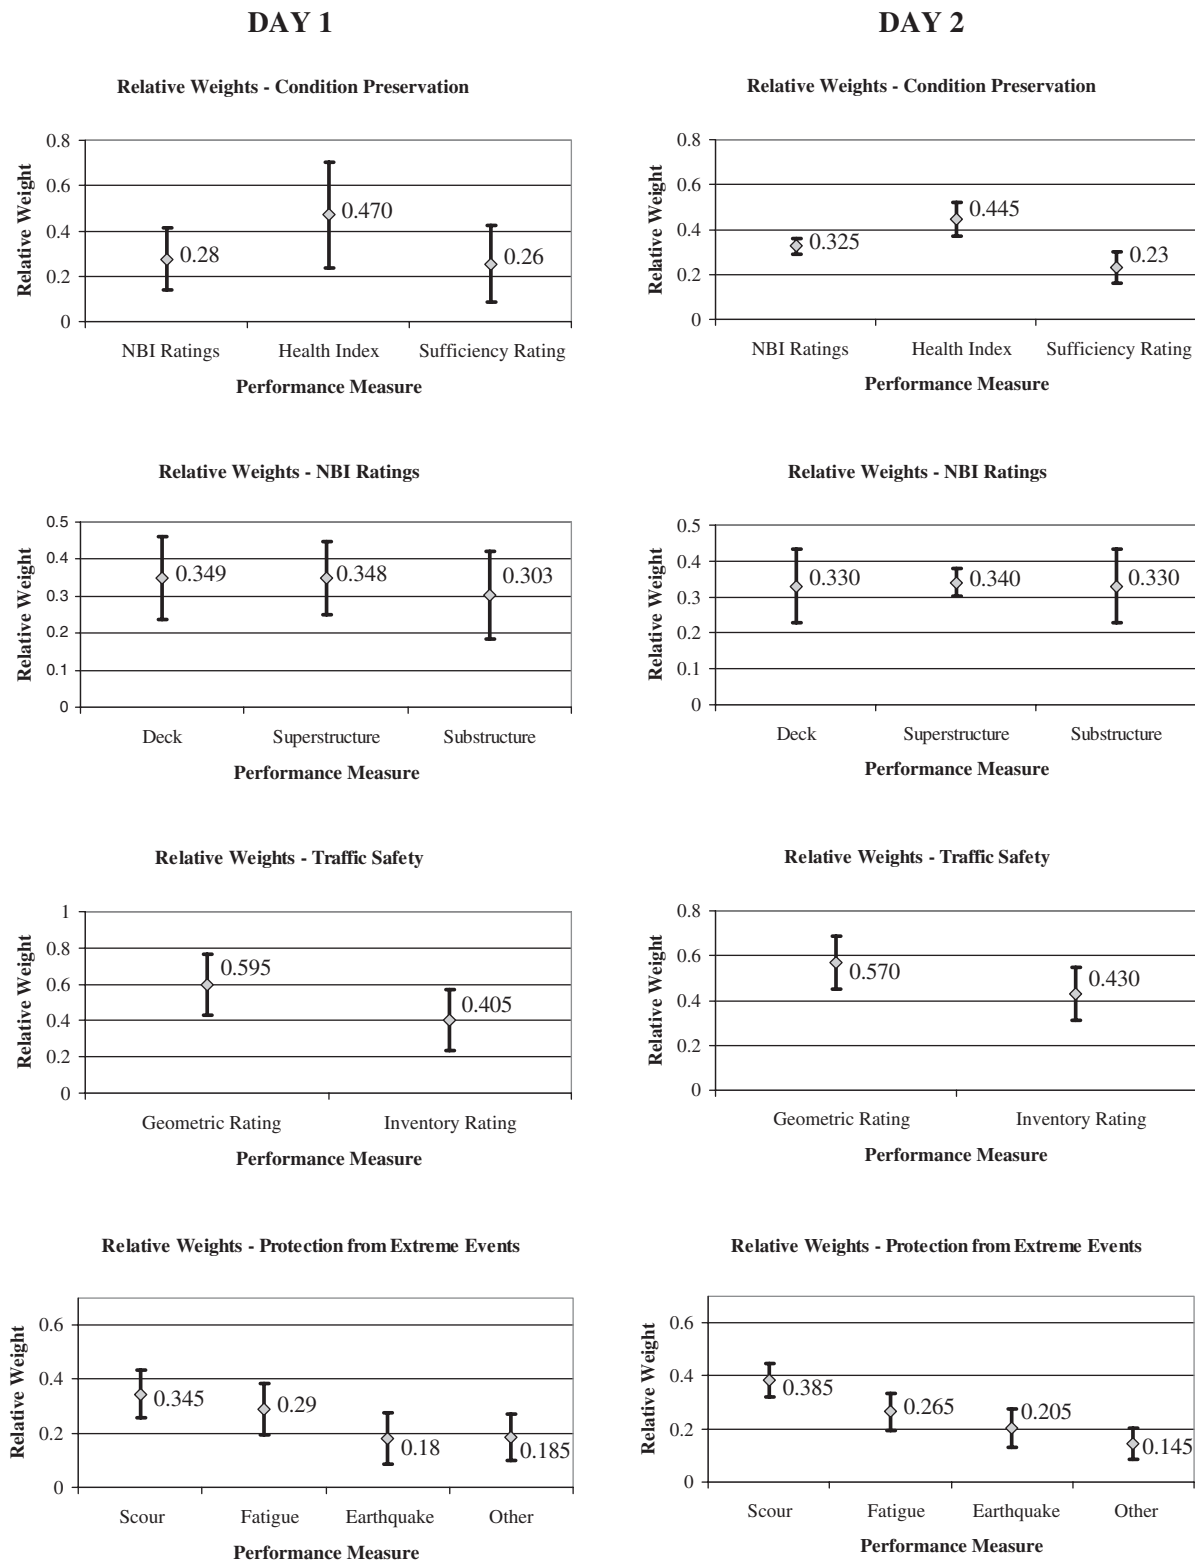 DAY 1
DAY 2
Relative Weights - Condition Preservation
Relative Weight
0.8
0.6
0.4
0.2
0
0.28
0.470
0.26
NBI Ratings Health Index Sufficiency Rating
Performance Measure
Relative Weights - Condition Preservation
Relative Weight
0.8
0.6
0.4
0.2
0
0.325
0.445
0.23
NBI Ratings Health Index Sufficiency Rating
Performance Measure
Relative Weights - NBI Ratings
Relative Weight
0.5
0.4
0.3
0.2
0.1
0
0.349
0.348
0.303
Deck Superstructure Substructure
Performance Measure
Relative Weights - NBI Ratings
Relative Weight
0.5
0.4
0.3
0.2
0.1
0
0.330
0.340
0.330
Deck Superstructure Substructure
Performance Measure
Relative Weights - Traffic Safety
Relative Weight
1
0.8
0.6
0.4
0.2
0
0.595
0.405
Geometric Rating Inventory Rating
Performance Measure
Relative Weights - Traffic Safety
Relative Weight
0.8
0.6
0.4
0.2
0
0.570
0.430
Geometric Rating Inventory Rating
Performance Measure
Relative Weights - Protection from Extreme Events
Relative Weight
0.6
0.4
0.2
0
0.345
0.29
0.18
0.185
Scour Fatigue Earthquake Other
Performance Measure
Relative Weights - Protection from Extreme Events
Relative Weight
0.6
0.4
0.2
0
0.385
0.265
0.205
0.145
Scour Fatigue Earthquake Other
Performance Measure